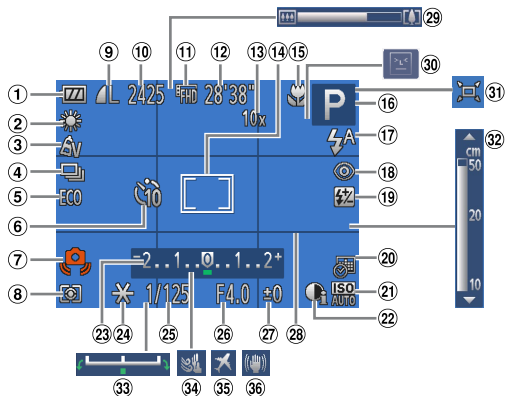 ㉙
⑨ ⑩ ⑪ ⑫ ⑬ ⑭ ⑮
㉚
① L 2425 FHD 28'38" P ⑯ ㉛
② 10x
③ Av ⚡A ⑰ ㉜
④ ⑱ cm
50
⑤ ECO ⑥ 10 ⑲ 20
⑦ -2..1..0..1..2+ ⑳ 10
⑧ 1/125 F4.0 ±0 i ISO AUTO ㉑
㉓ ㉔ ㉕ ㉖ ㉗ ㉘ ㉒
㉝ ㉞ ㉟ ㊱